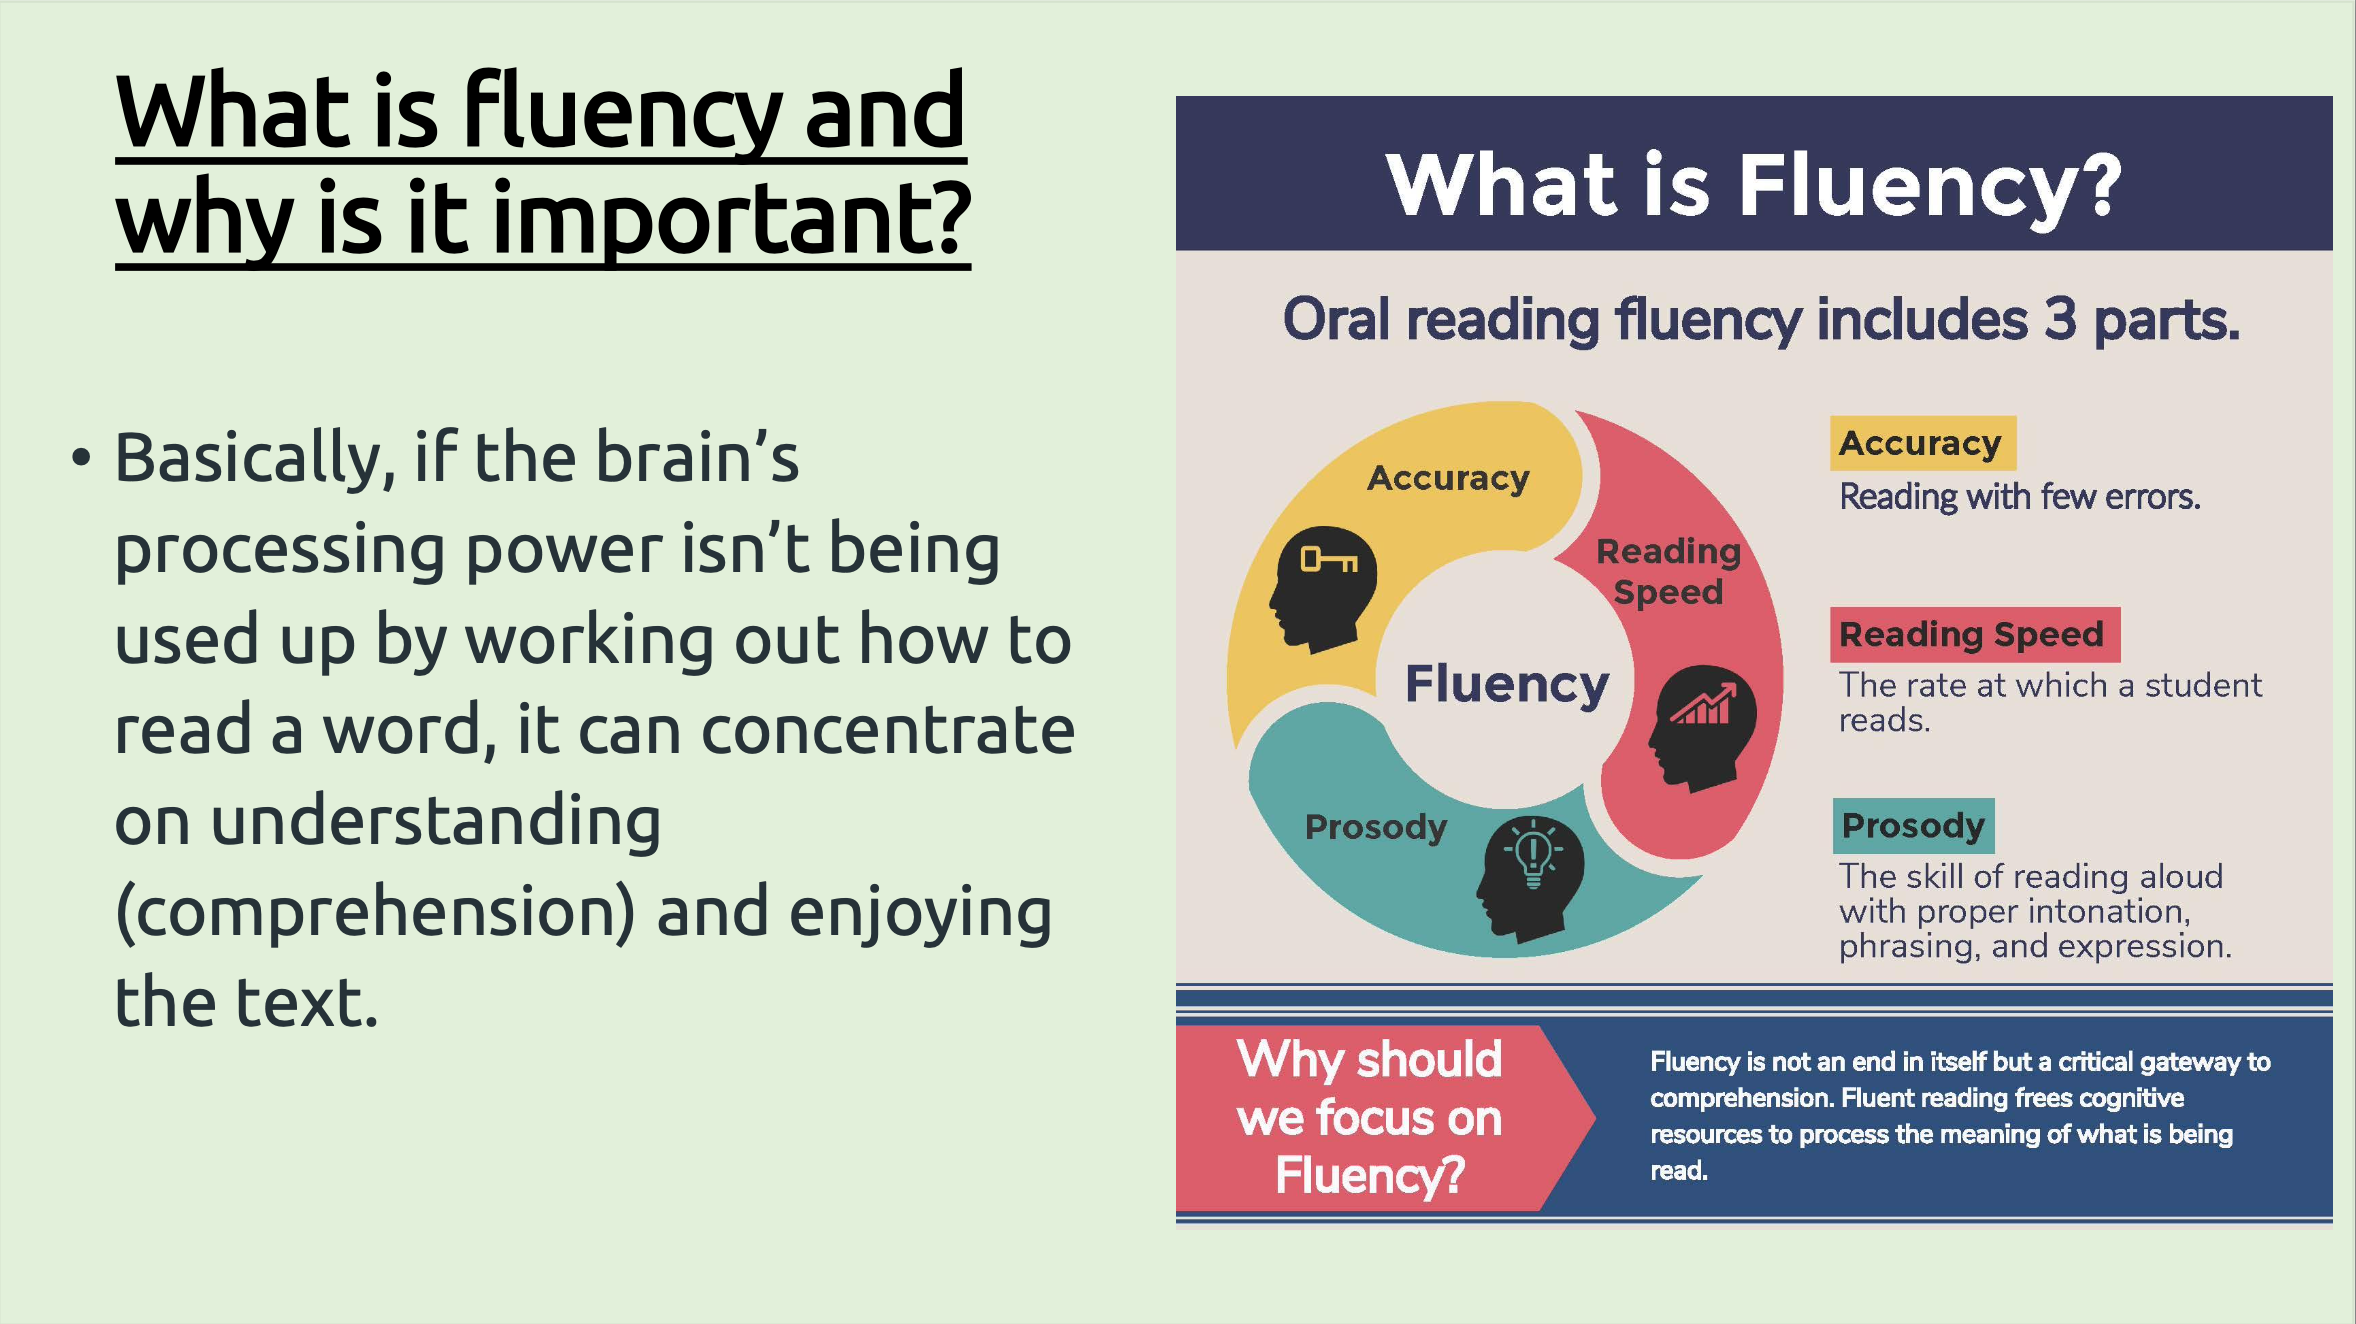 What is fluency and
why is it important?
• Basically, if the brain’s
processing power isn’t being
used up by working out how to
read a word, it can concentrate
on understanding
(comprehension) and enjoying
the text.
What is Fluency?
Oral reading fluency includes 3 parts.
Accuracy
Reading
Speed
Fluency
Prosody
Accuracy
Reading with few errors.
Reading Speed
The rate at which a student
reads.
Prosody
The skill of reading aloud
with proper intonation,
phrasing, and expression.
Why should
we focus on
Fluency?
Fluency is not an end in itself but a critical gateway to
comprehension. Fluent reading frees cognitive
resources to process the meaning of what is being
read.